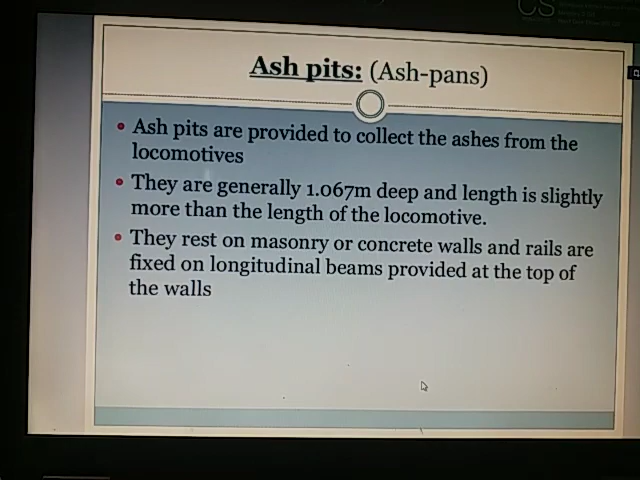 CS
Ash pits: (Ash-pans)
Ash pits are provided to collect the ashes from the
locomotives
They are generally 1.067m deep and length is slightly
more than the length of the locomotive.
They rest on masonry or concrete walls and rails are
fixed on longitudinal beams provided at the top of
the walls